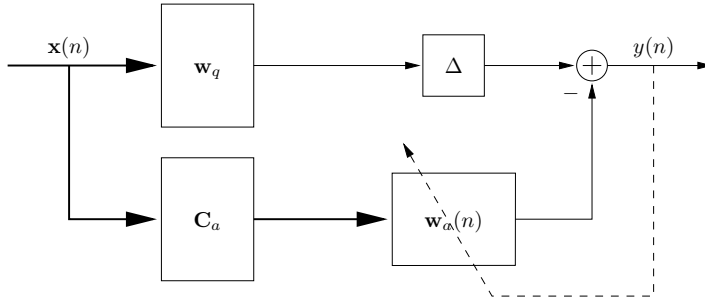 𝐱(n)
𝐰_q
Δ
+
y(n)
−
𝐂_a
𝐰_a(n)